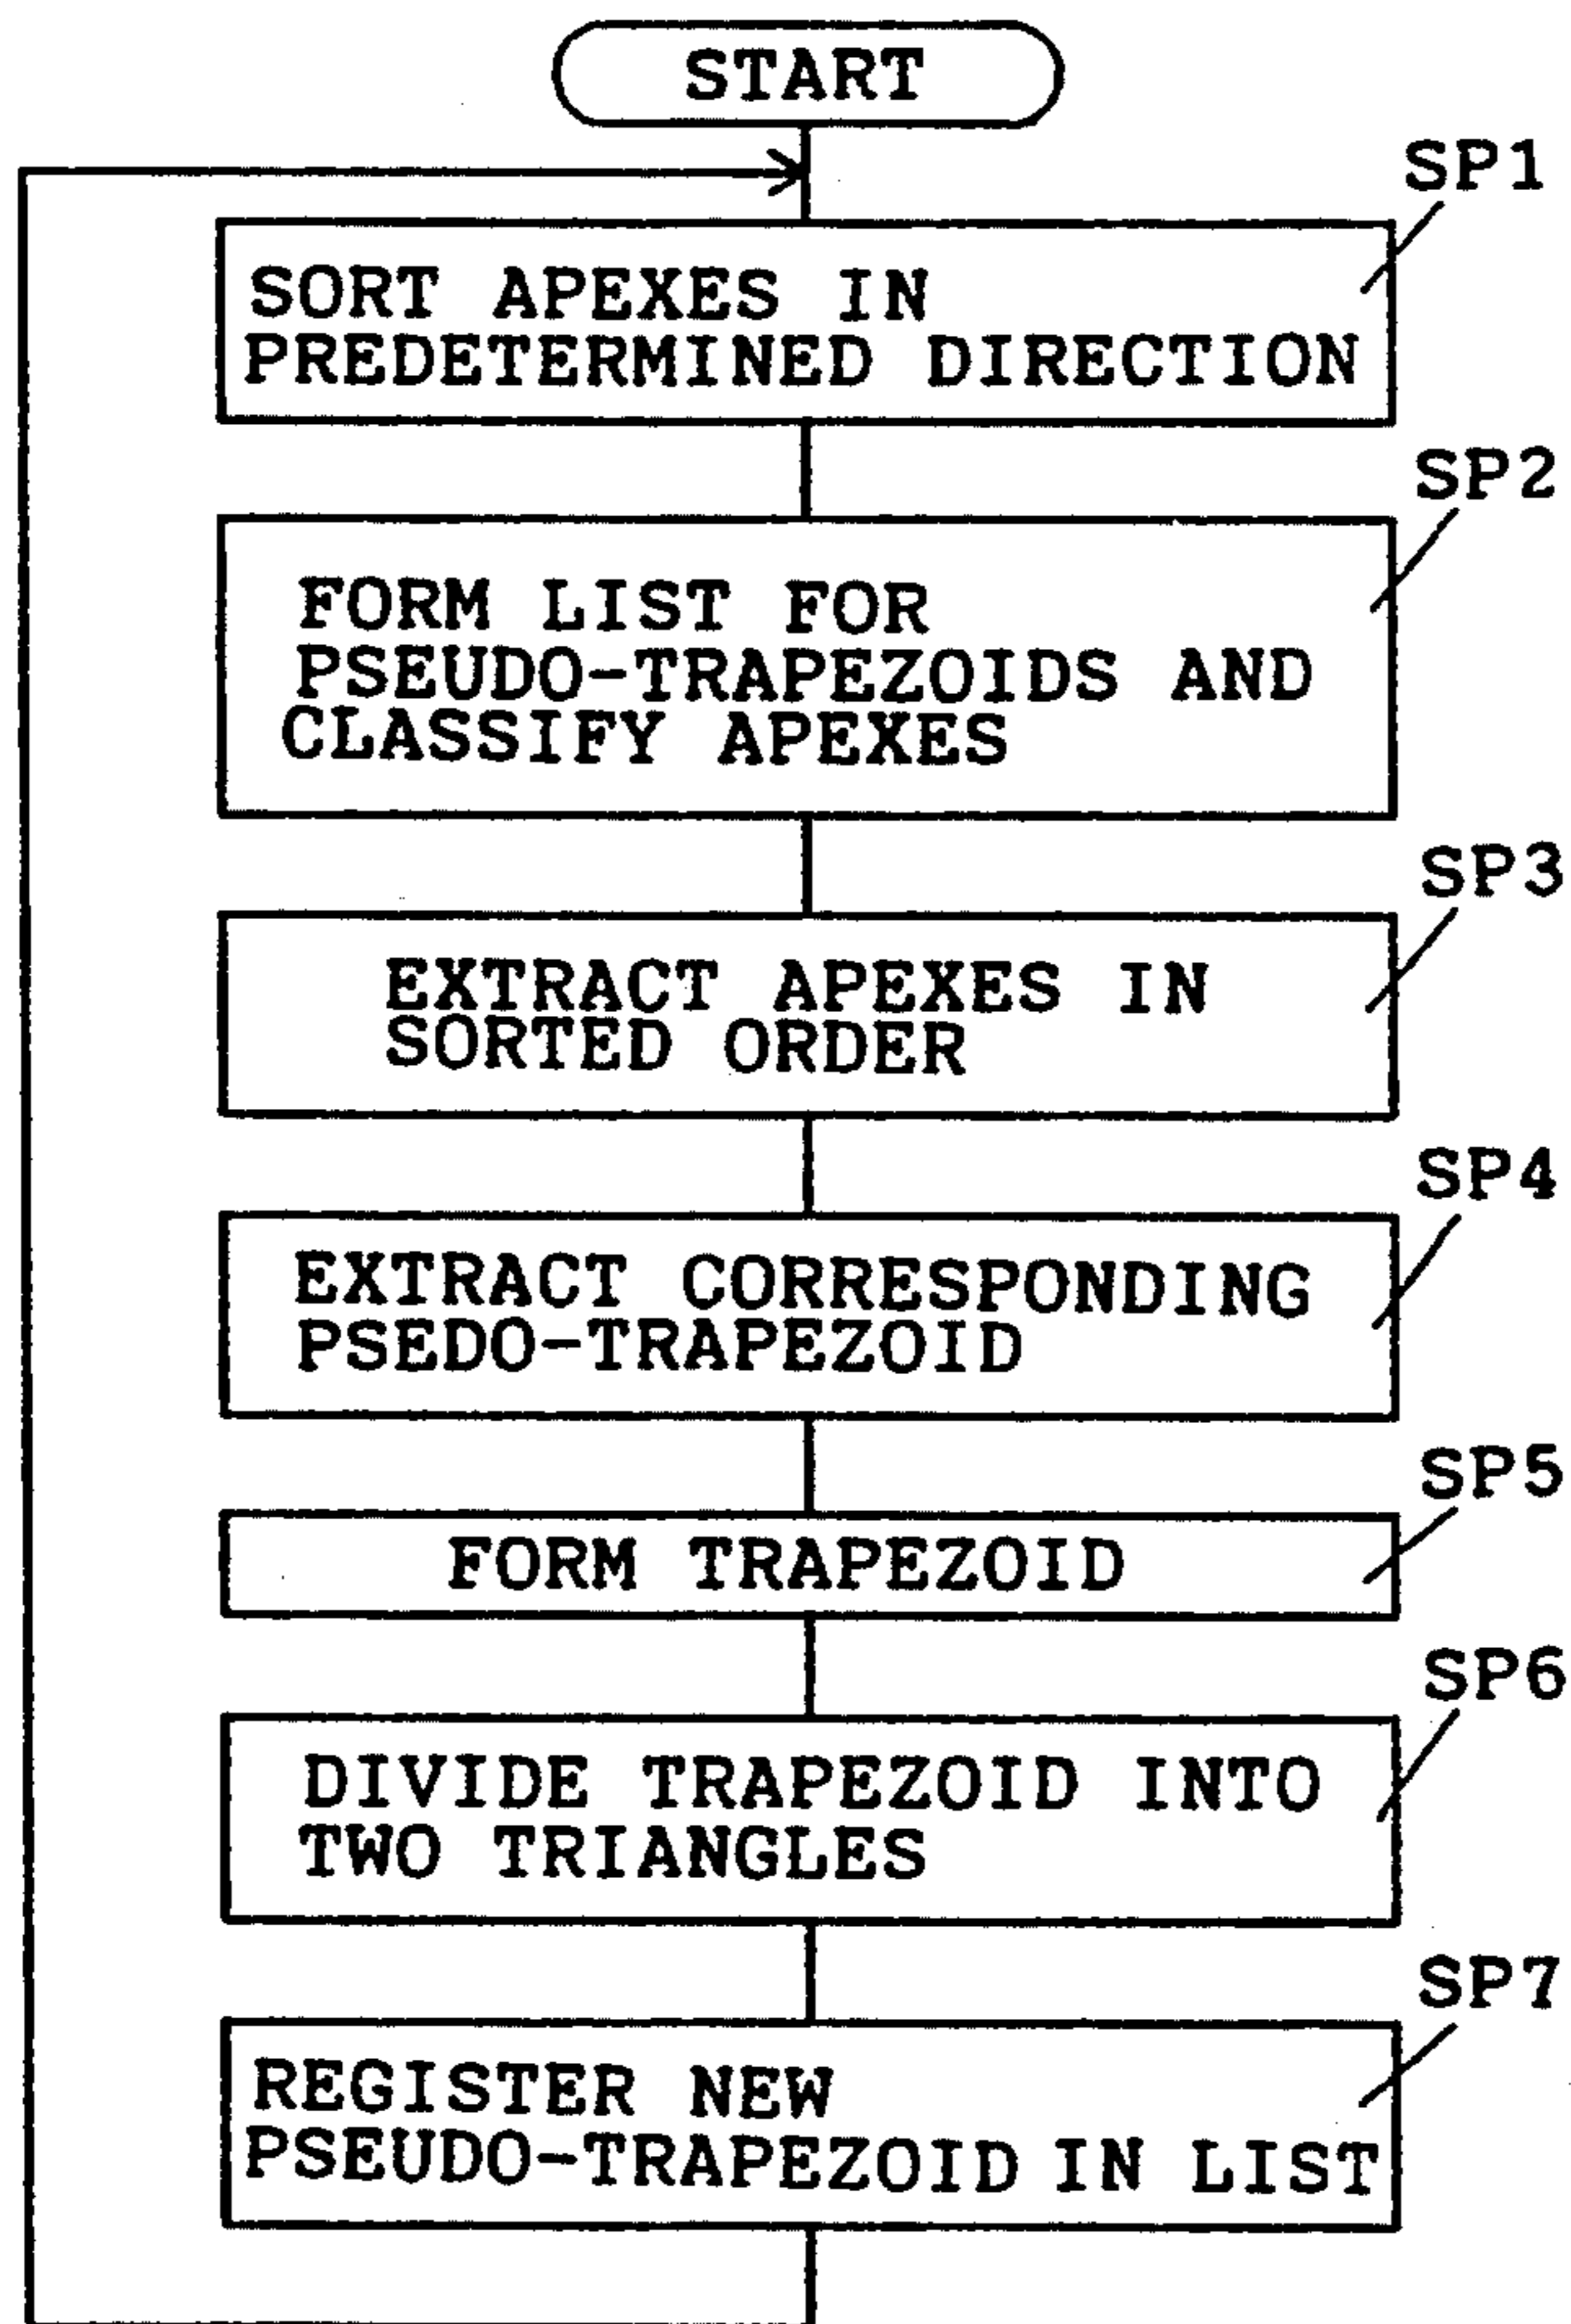 START
SP1
SORT APEXES IN
PREDETERMINED DIRECTION
SP2
FORM LIST FOR
PSEUDO-TRAPEZOIDS AND
CLASSIFY APEXES
SP3
EXTRACT APEXES IN
SORTED ORDER
SP4
EXTRACT CORRESPONDING
PSEDO-TRAPEZOID
SP5
FORM TRAPEZOID
SP6
DIVIDE TRAPEZOID INTO
TWO TRIANGLES
SP7
REGISTER NEW
PSEUDO-TRAPEZOID IN LIST